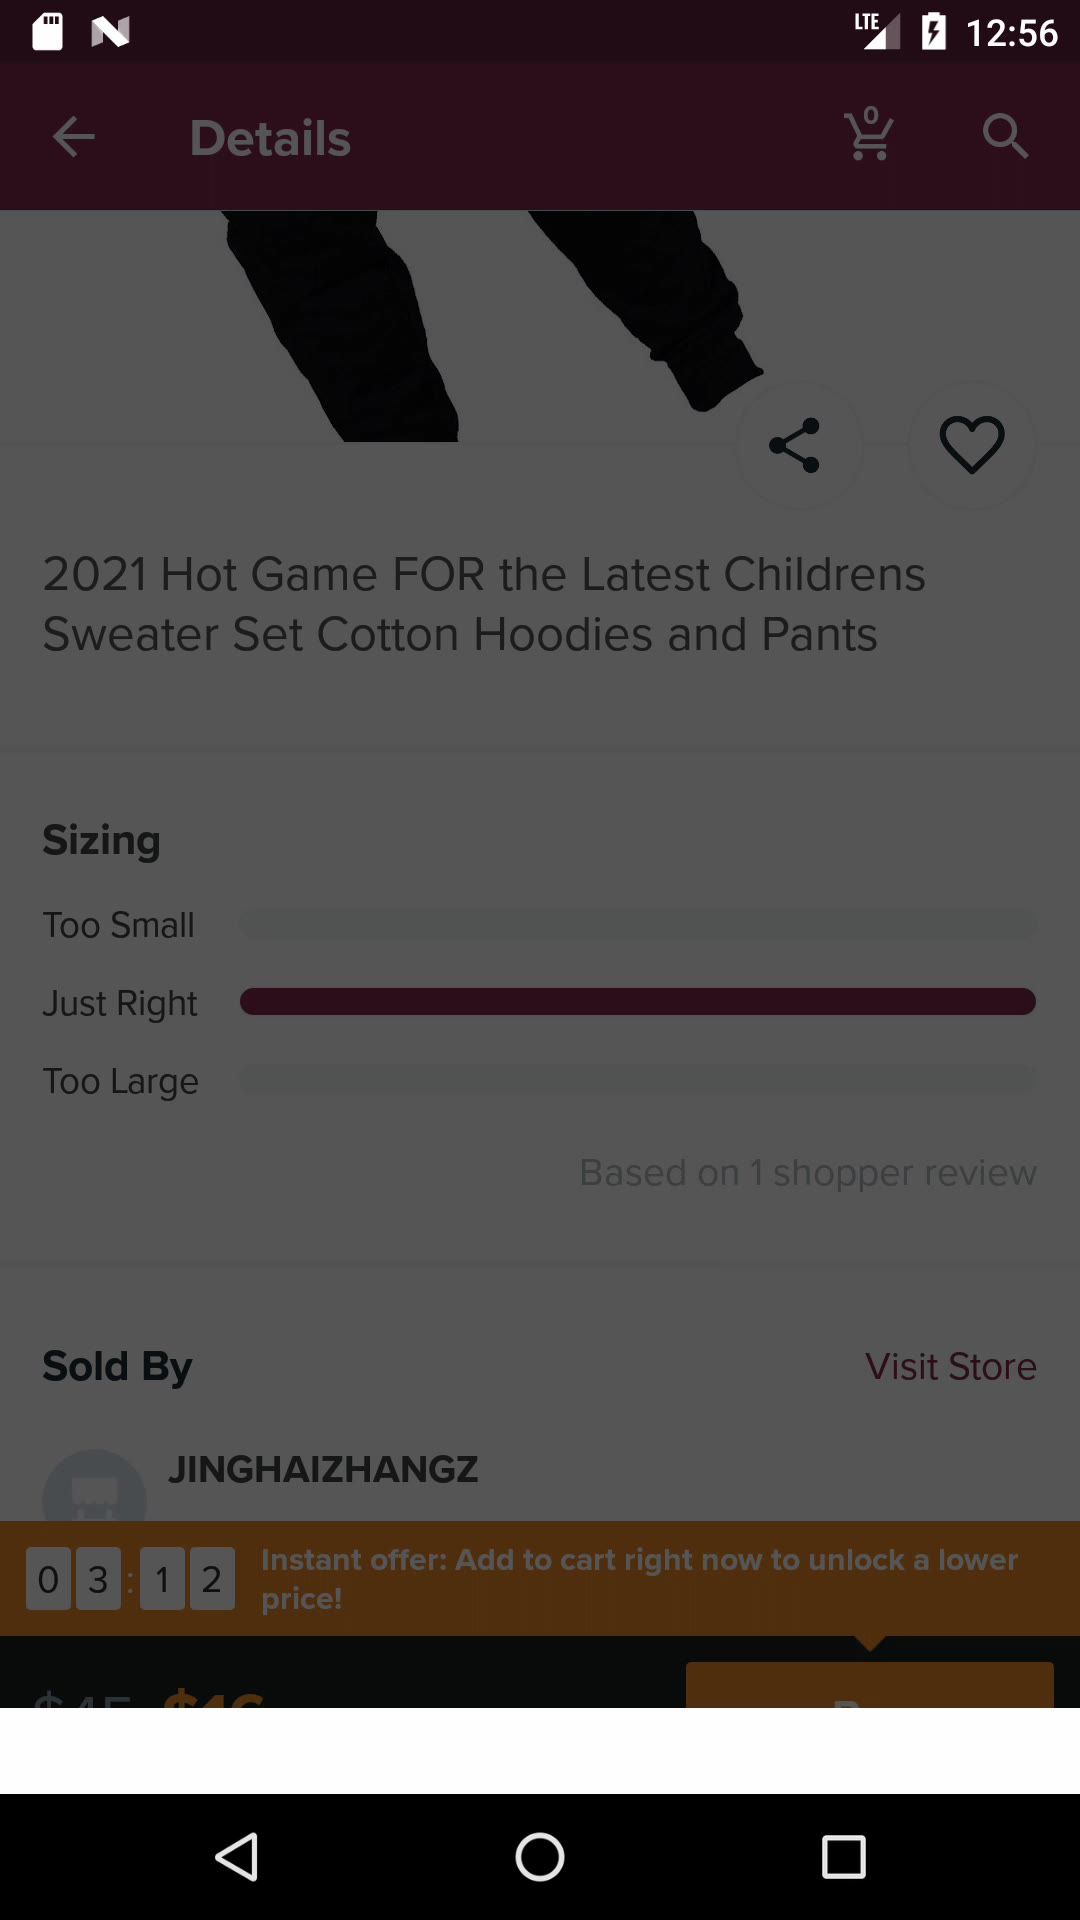 LTE 12:56
Details
0
2021 Hot Game FOR the Latest Childrens
Sweater Set Cotton Hoodies and Pants
Sizing
Too Small
Just Right
Too Large
Based on 1 shopper review
Sold By
Visit Store
JINGHAIZHANGZ
0 3 : 1 2
Instant offer: Add to cart right now to unlock a lower
price!
$45 $16